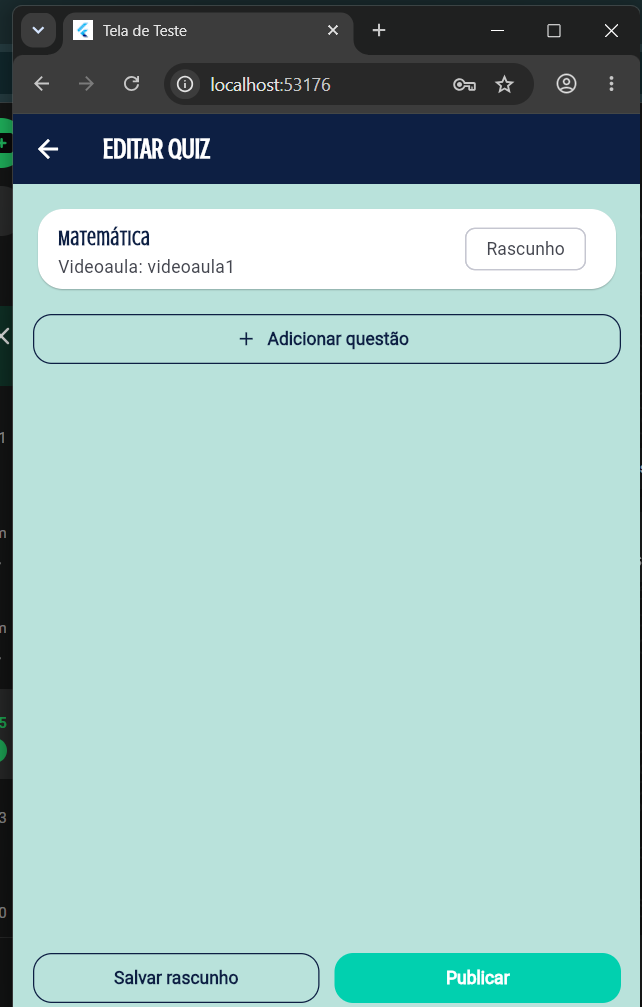 Tela de Teste
localhost:53176
EDITAR QUIZ
Matemática
Videoaula: videoaula1
Rascunho
+ Adicionar questão
Salvar rascunho
Publicar